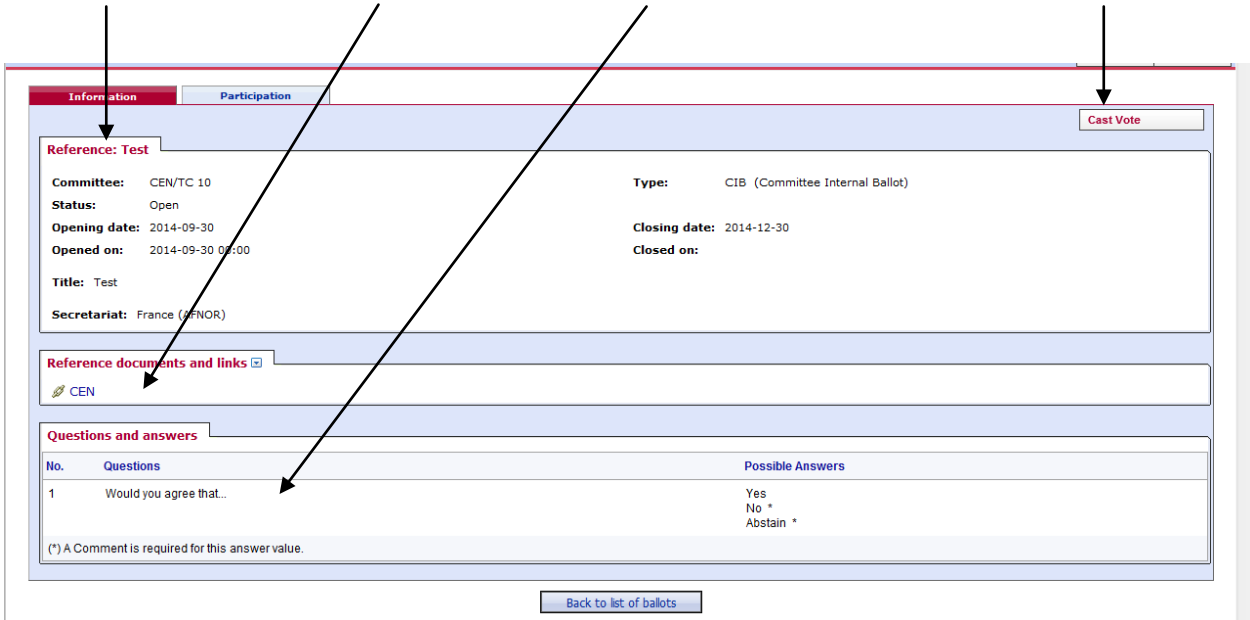 Information Participation
Cast Vote
Reference: Test
Committee: CEN/TC 10 Type: CIB (Committee Internal Ballot)
Status: Open
Opening date: 2014-09-30 Closing date: 2014-12-30
Opened on: 2014-09-30 00:00 Closed on:
Title: Test
Secretariat: France (AFNOR)
Reference documents and links
CEN
Questions and answers
No. Questions Possible Answers
1 Would you agree that... Yes
No *
Abstain *
(*) A Comment is required for this answer value.
Back to list of ballots